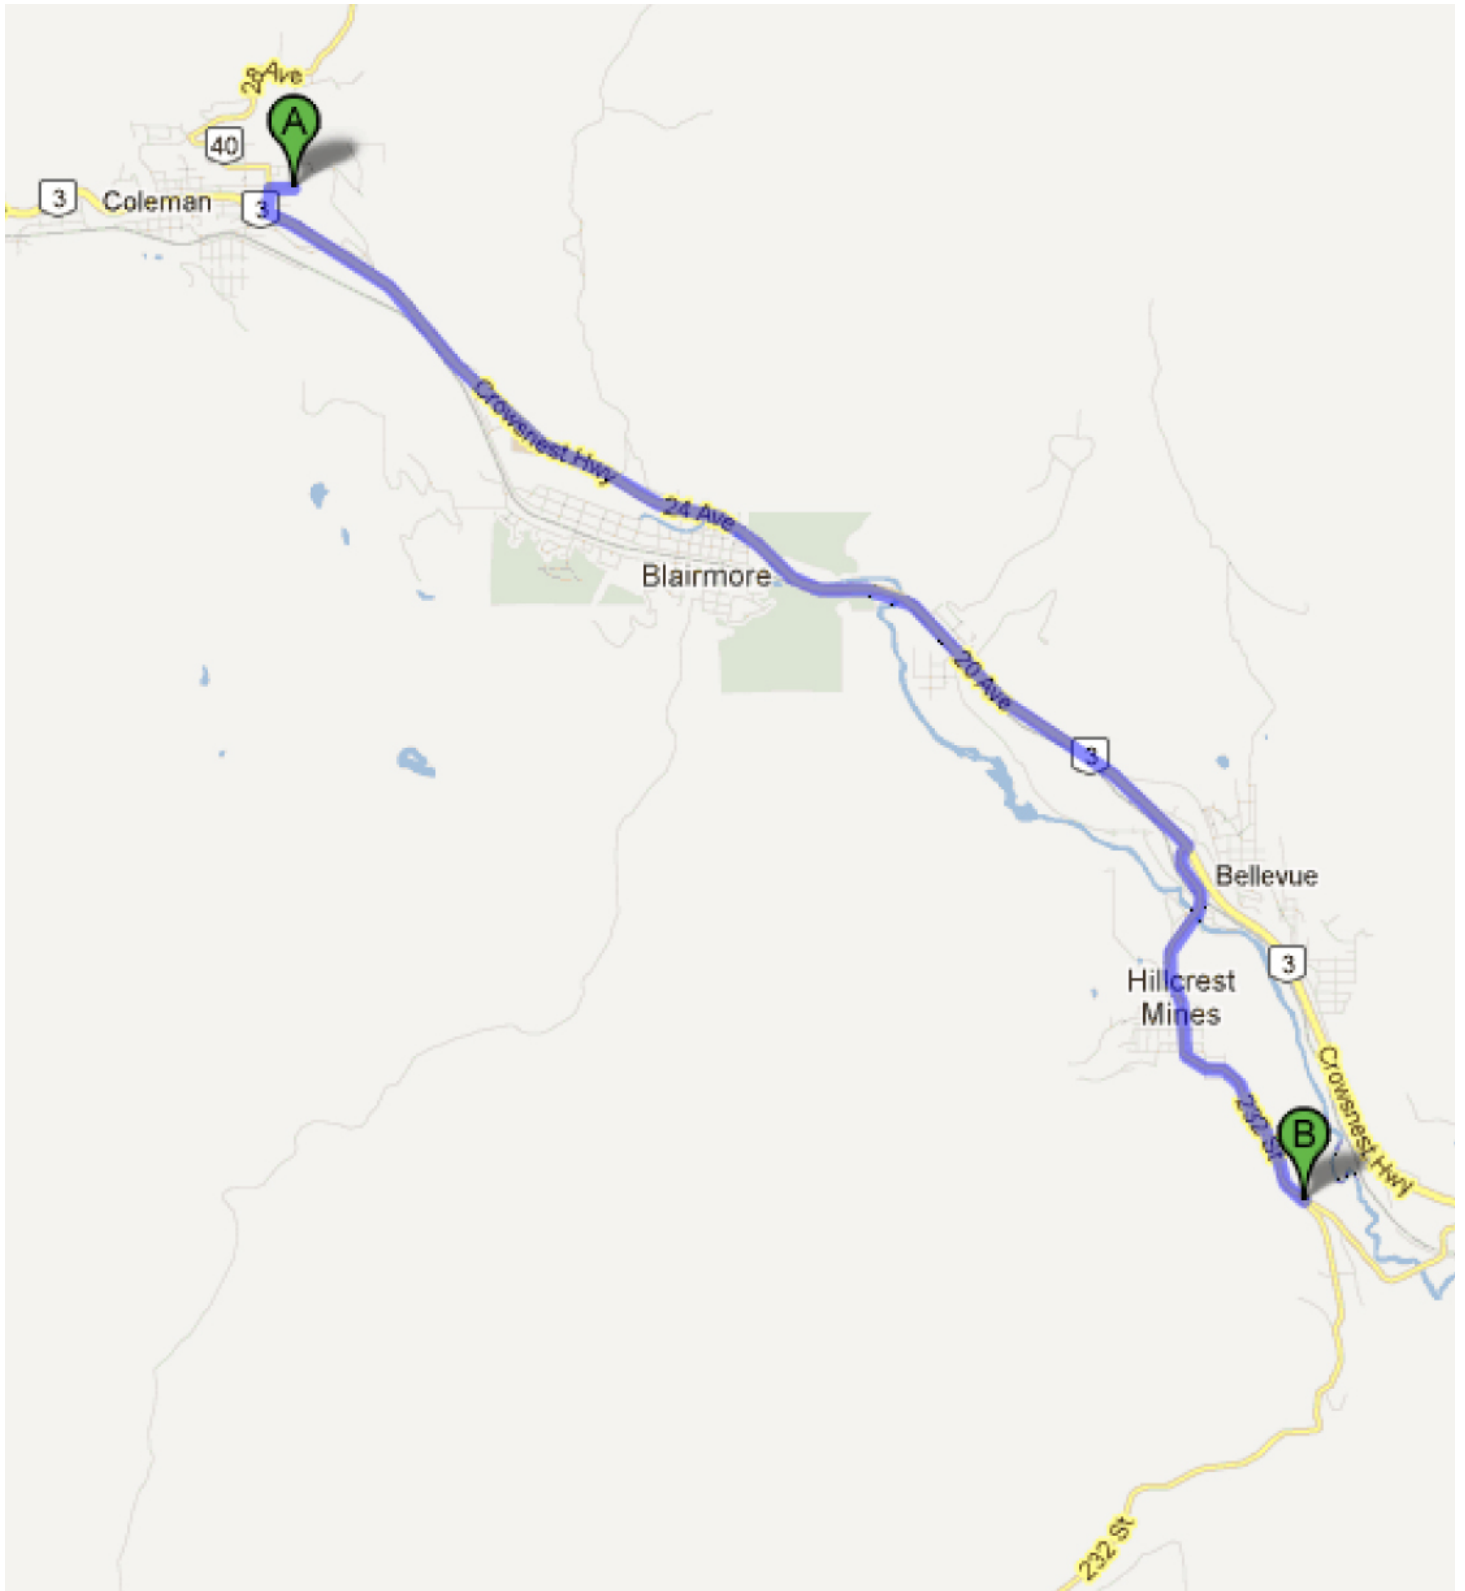 28 Ave
A
40
3
Coleman
3
Crowsnest Hwy
24 Ave
Blairmore
20 Ave
3
Bellevue
3
Hillcrest
Mines
Crowsnest Hwy
232 St
B
232 St